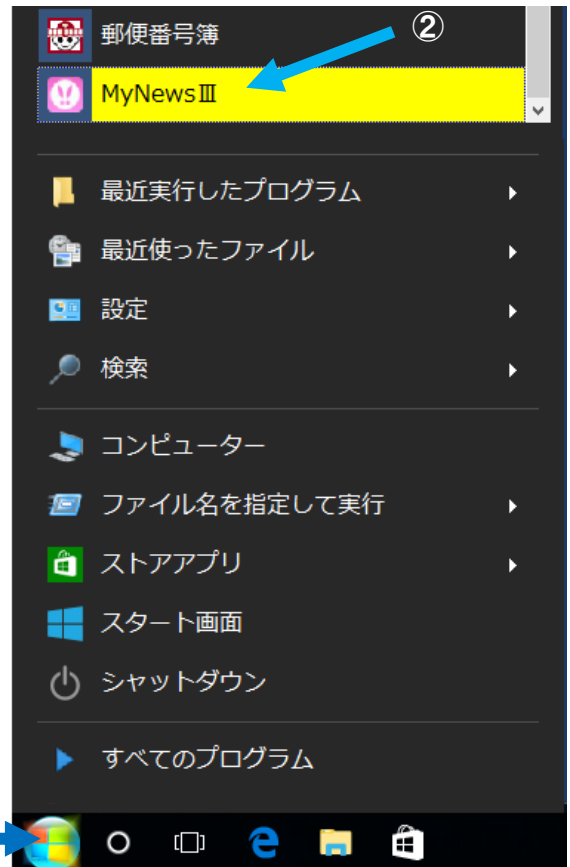 郵便番号簿
②
MyNewsⅢ
最近実行したプログラム
最近使ったファイル
設定
検索
コンピューター
ファイル名を指定して実行
ストアアプリ
スタート画面
シャットダウン
すべてのプログラム